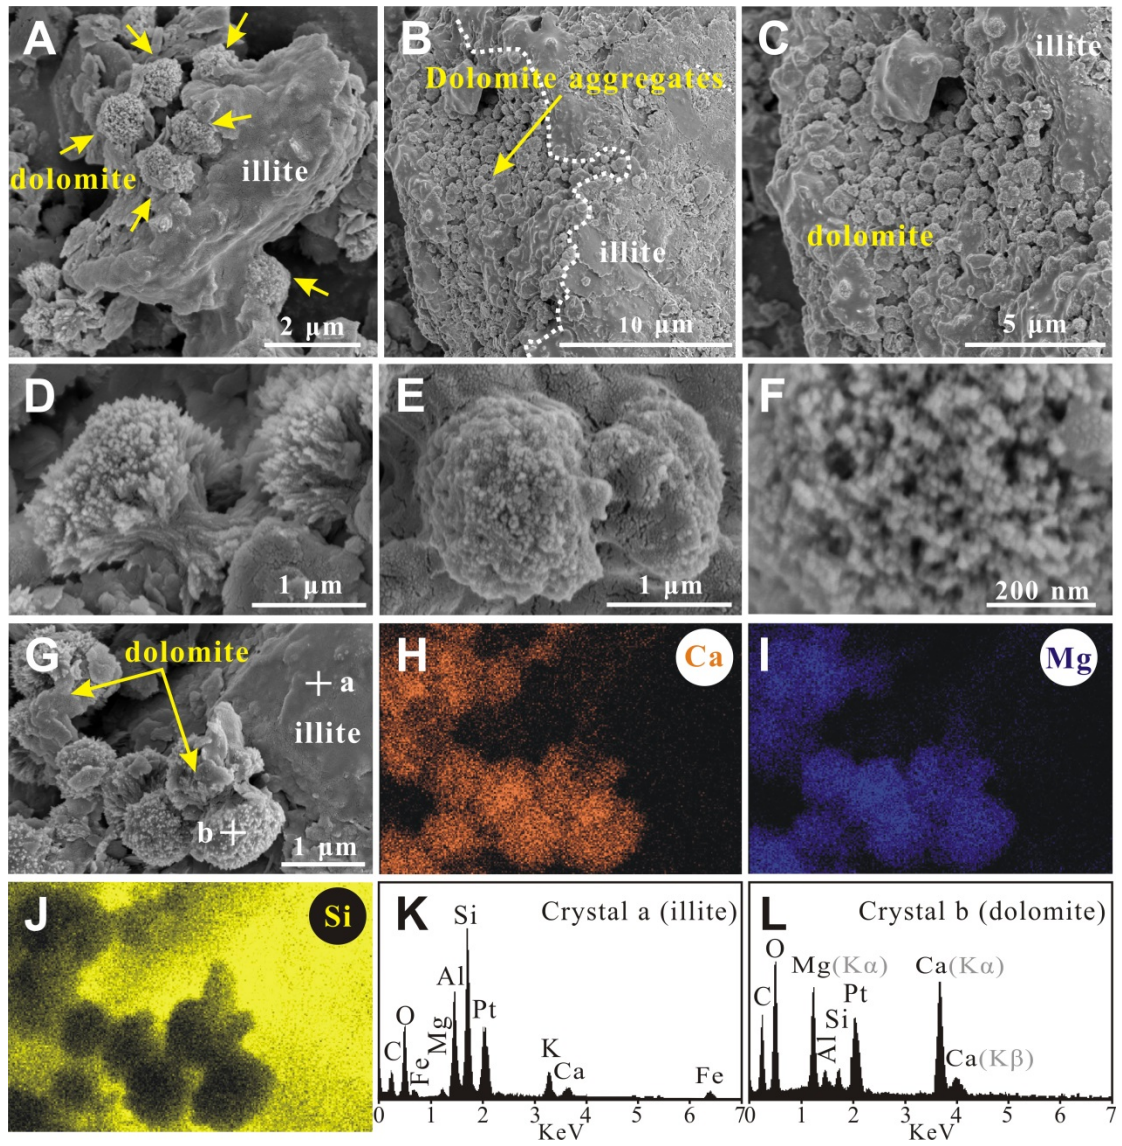 A
dolomite
illite
2 μm
B
Dolomite aggregates
illite
10 μm
C
illite
dolomite
5 μm
D
1 μm
E
1 μm
F
200 nm
G
dolomite
a
illite
b
1 μm
H
Ca
I
Mg
J
Si
K
Crystal a (illite)
Si
Al
Pt
O
C
Fe
Mg
K
Ca
Fe
0 1 2 3 4 5 6 7
KeV
L
Crystal b (dolomite)
O
Mg(Kα)
Ca(Kα)
C
Pt
Si
Al
Ca(Kβ)
0 1 2 3 4 5 6 7
KeV